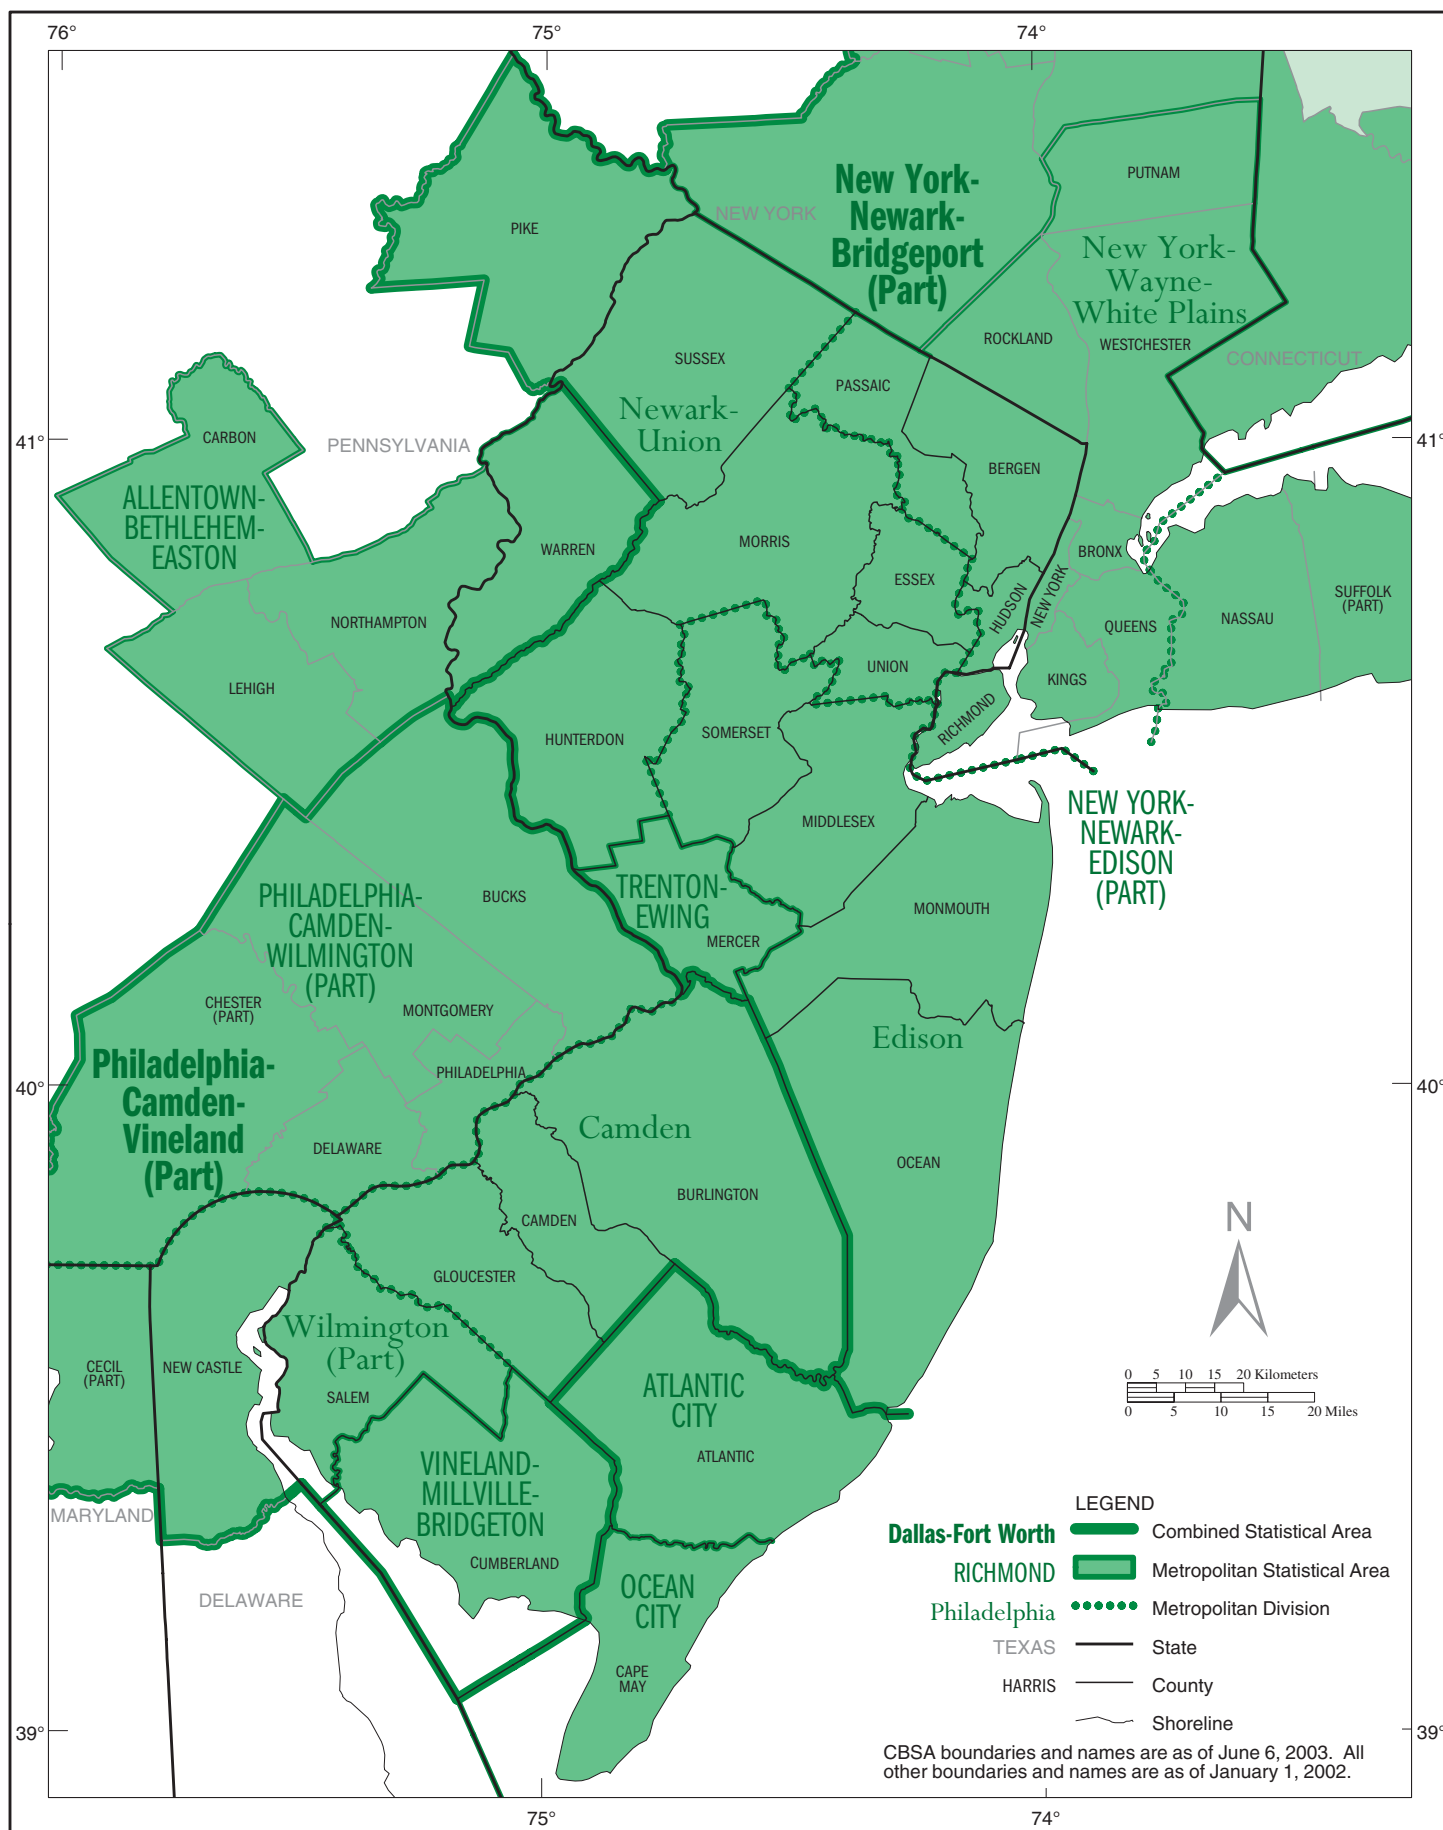 76°
75°
74°
PUTNAM
New York-
Newark-
Bridgeport
(Part)
NEW YORK
PIKE
New York-
Wayne-
White Plains
ROCKLAND
WESTCHESTER
CONNECTICUT
SUSSEX
PASSAIC
Newark-
Union
41°
41°
CARBON
PENNSYLVANIA
BERGEN
ALLENTOWN-
BETHLEHEM-
EASTON
WARREN
MORRIS
BRONX
ESSEX
HUDSON
NEW YORK
SUFFOLK
(PART)
NORTHAMPTON
QUEENS
NASSAU
LEHIGH
UNION
KINGS
RICHMOND
HUNTERDON
SOMERSET
NEW YORK-
NEWARK-
EDISON
(PART)
MIDDLESEX
PHILADELPHIA-
CAMDEN-
WILMINGTON
(PART)
BUCKS
TRENTON-
EWING
MERCER
MONMOUTH
CHESTER
(PART)
MONTGOMERY
Edison
Philadelphia-
Camden-
Vineland
(Part)
PHILADELPHIA
40°
40°
Camden
DELAWARE
OCEAN
BURLINGTON
CAMDEN
N
GLOUCESTER
Wilmington
(Part)
CECIL
(PART)
NEW CASTLE
SALEM
ATLANTIC
CITY
0 5 10 15 20 Kilometers
0 5 10 15 20 Miles
ATLANTIC
VINELAND-
MILLVILLE-
BRIDGETON
MARYLAND
CUMBERLAND
DELAWARE
OCEAN
CITY
CAPE
MAY
LEGEND
Dallas-Fort Worth Combined Statistical Area
RICHMOND Metropolitan Statistical Area
Philadelphia Metropolitan Division
TEXAS State
HARRIS County
Shoreline
39°
39°
CBSA boundaries and names are as of June 6, 2003. All
other boundaries and names are as of January 1, 2002.
75°
74°